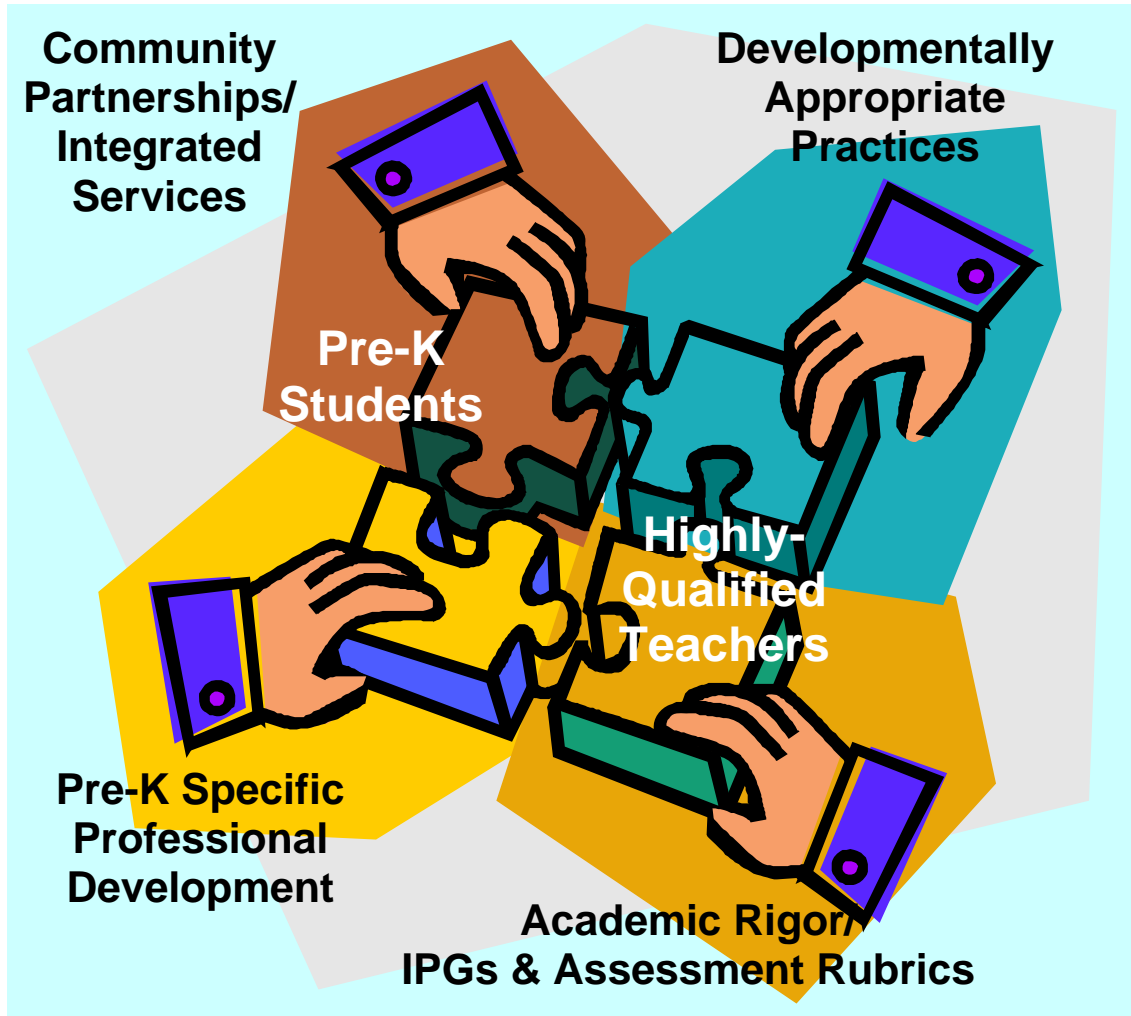 Community
Partnerships/
Integrated
Services
Developmentally
Appropriate
Practices
Pre-K
Students
Highly-
Qualified
Teachers
Pre-K Specific
Professional
Development
Academic Rigor/
IPGs & Assessment Rubrics